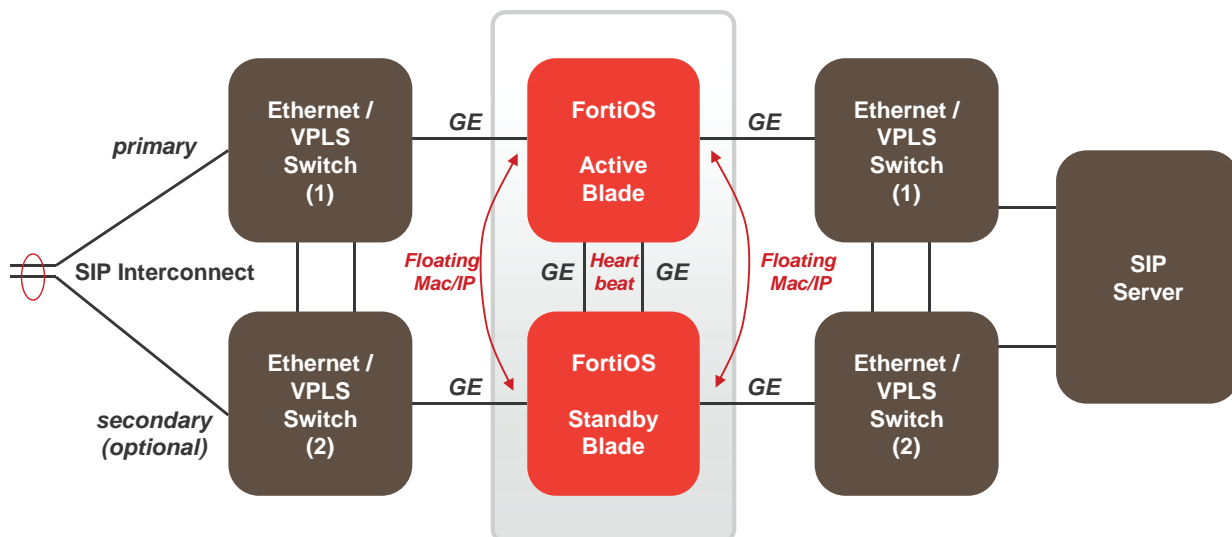 Ethernet /
VPLS
Switch
(1)
GE
FortiOS
Active
Blade
GE
Ethernet /
VPLS
Switch
(1)
primary
SIP Interconnect
Floating
Mac/IP
GE
Heart
beat
GE
Floating
Mac/IP
SIP
Server
secondary
(optional)
Ethernet /
VPLS
Switch
(2)
GE
FortiOS
Standby
Blade
GE
Ethernet /
VPLS
Switch
(2)